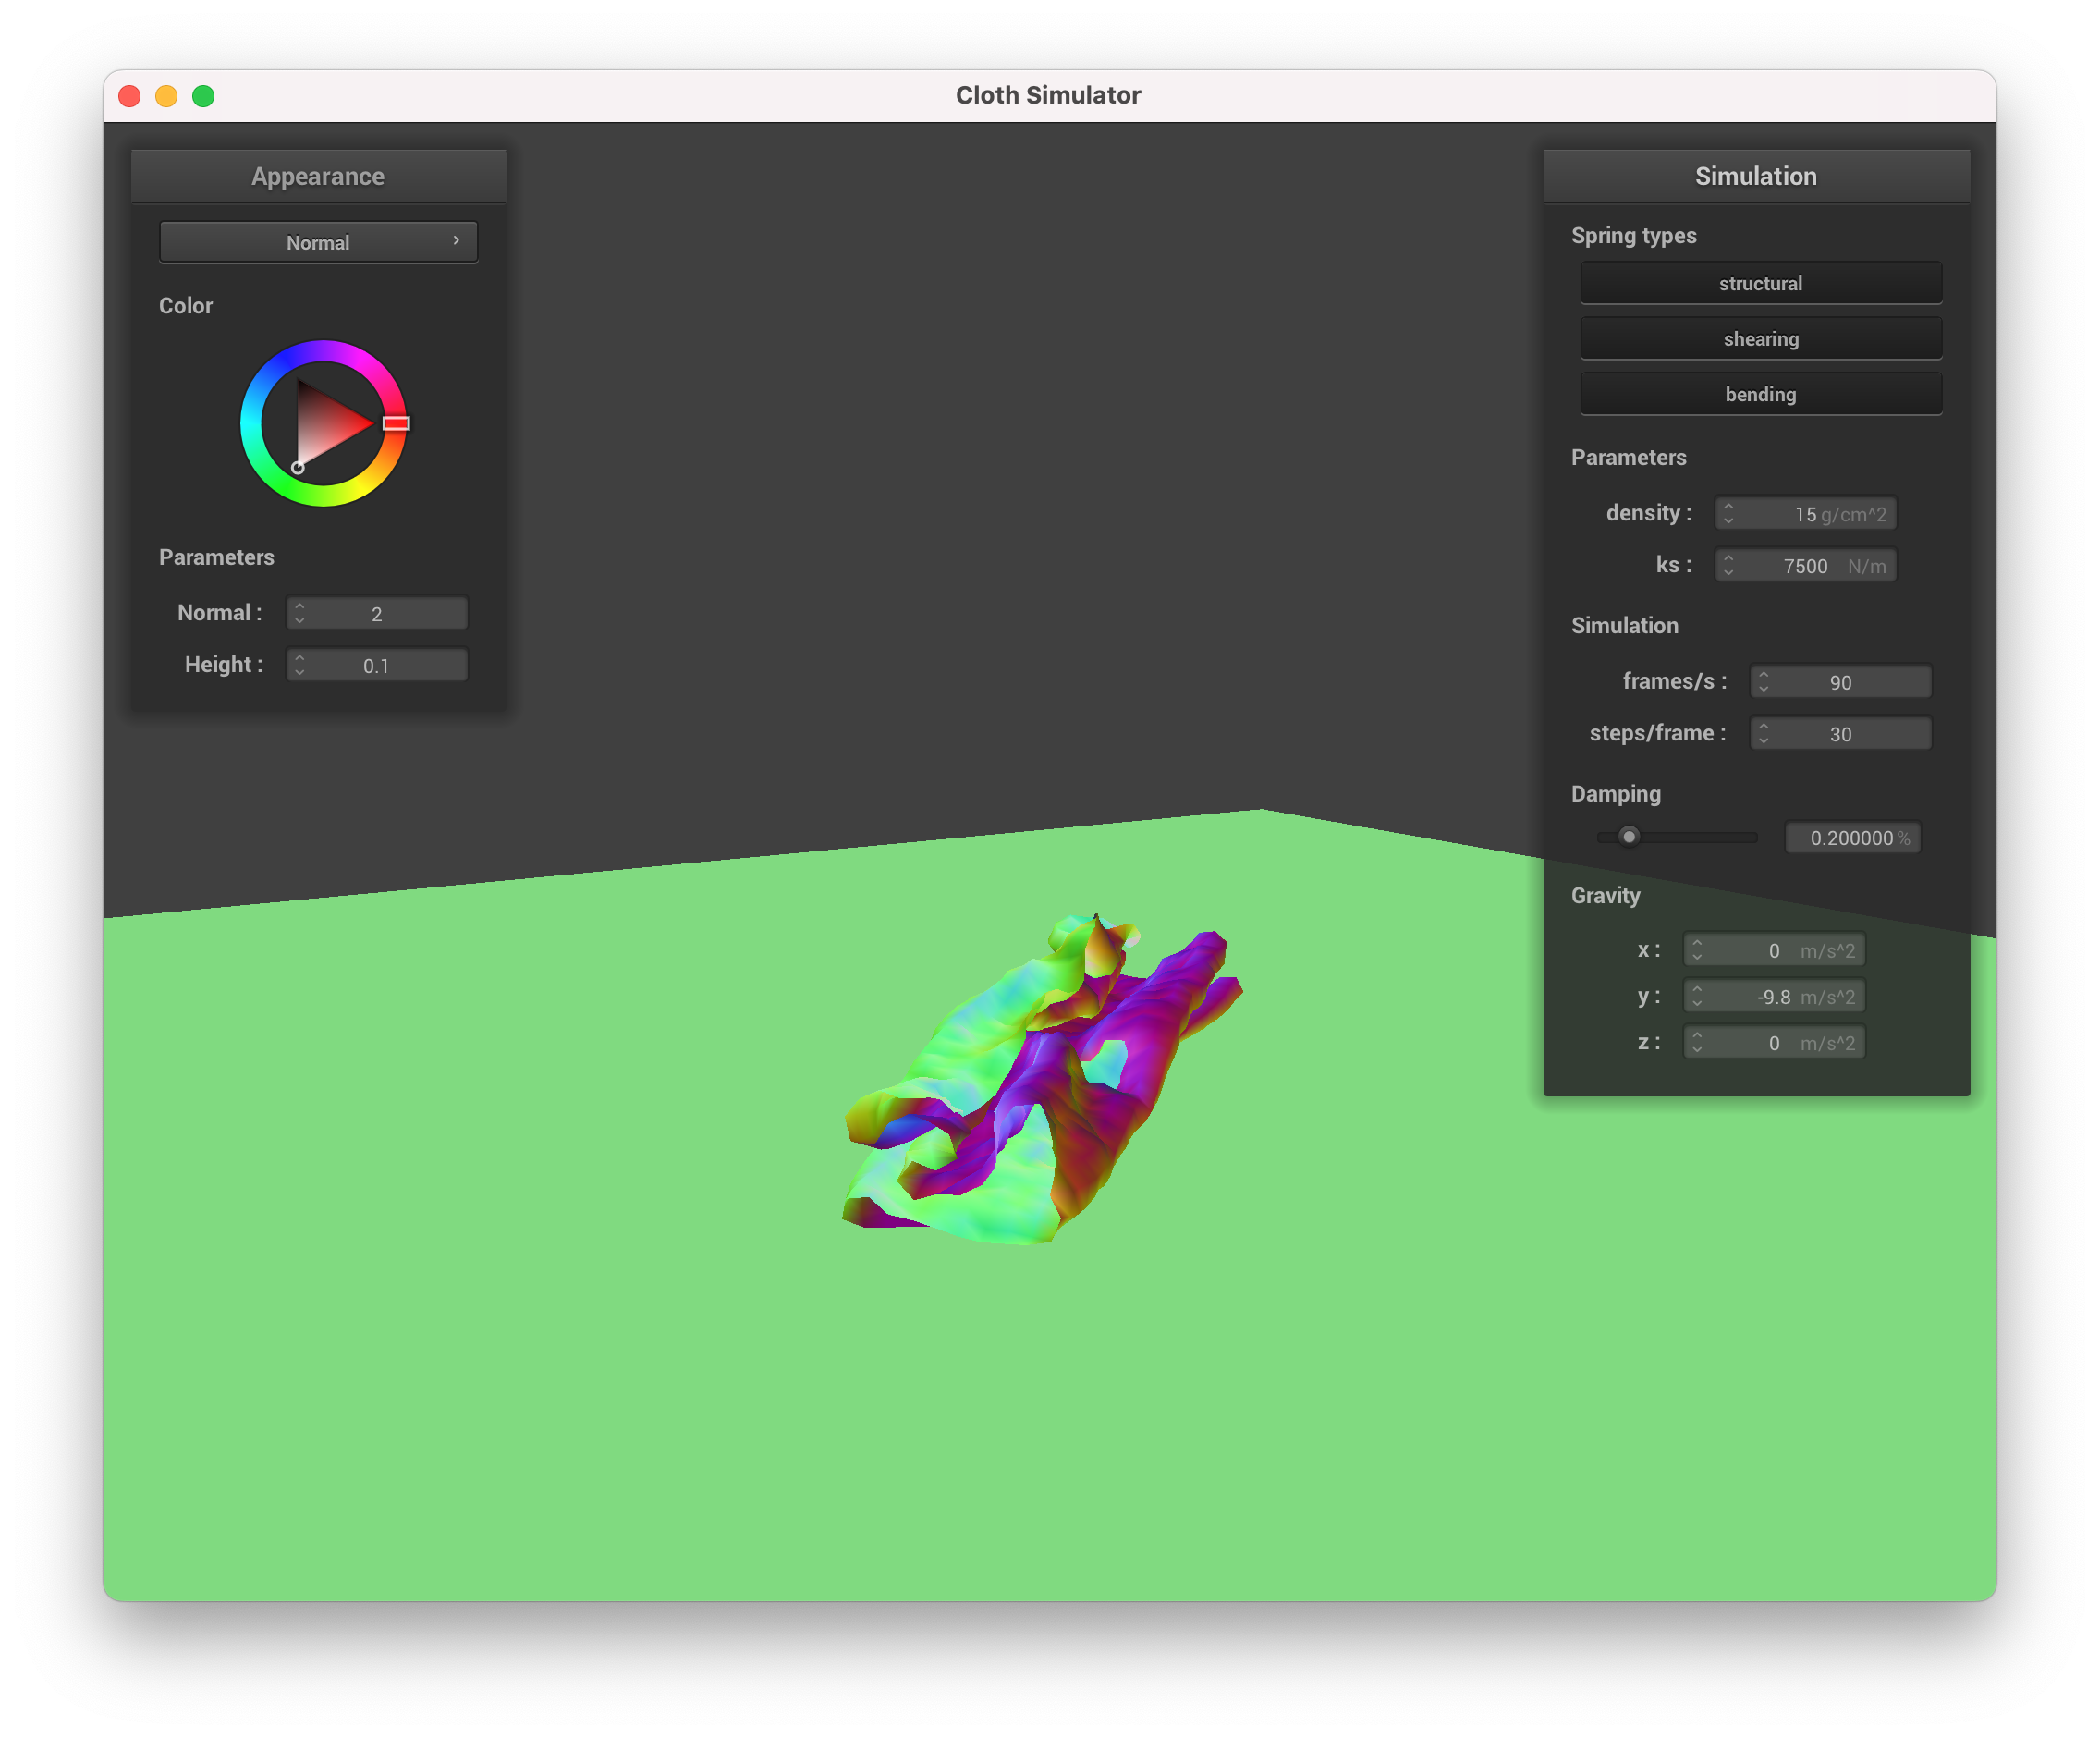 Cloth Simulator
Appearance
Normal
Color
Parameters
Normal : 2
Height : 0.1
Simulation
Spring types
structural
shearing
bending
Parameters
density : 15 g/cm^2
ks : 7500 N/m
Simulation
frames/s : 90
steps/frame : 30
Damping
0.200000 %
Gravity
x : 0 m/s^2
y : -9.8 m/s^2
z : 0 m/s^2